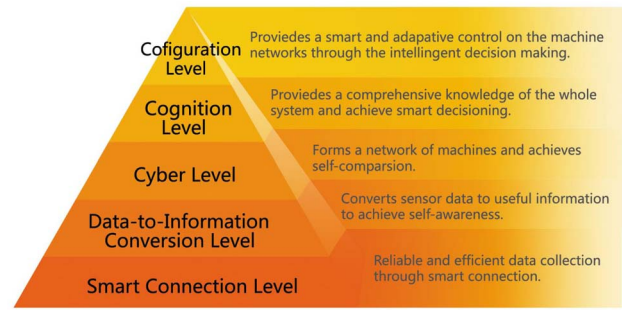 Cofiguration
Level
Proviedes a smart and adapative control on the machine
networks through the intellingent decision making.
Cognition
Level
Proviedes a comprehensive knowledge of the whole
system and achieve smart decisioning.
Cyber Level
Forms a network of machines and achieves
self-comparsion.
Data-to-Information
Conversion Level
Converts sensor data to useful information
to achieve self-awareness.
Smart Connection Level
Reliable and efficient data collection
through smart connection.